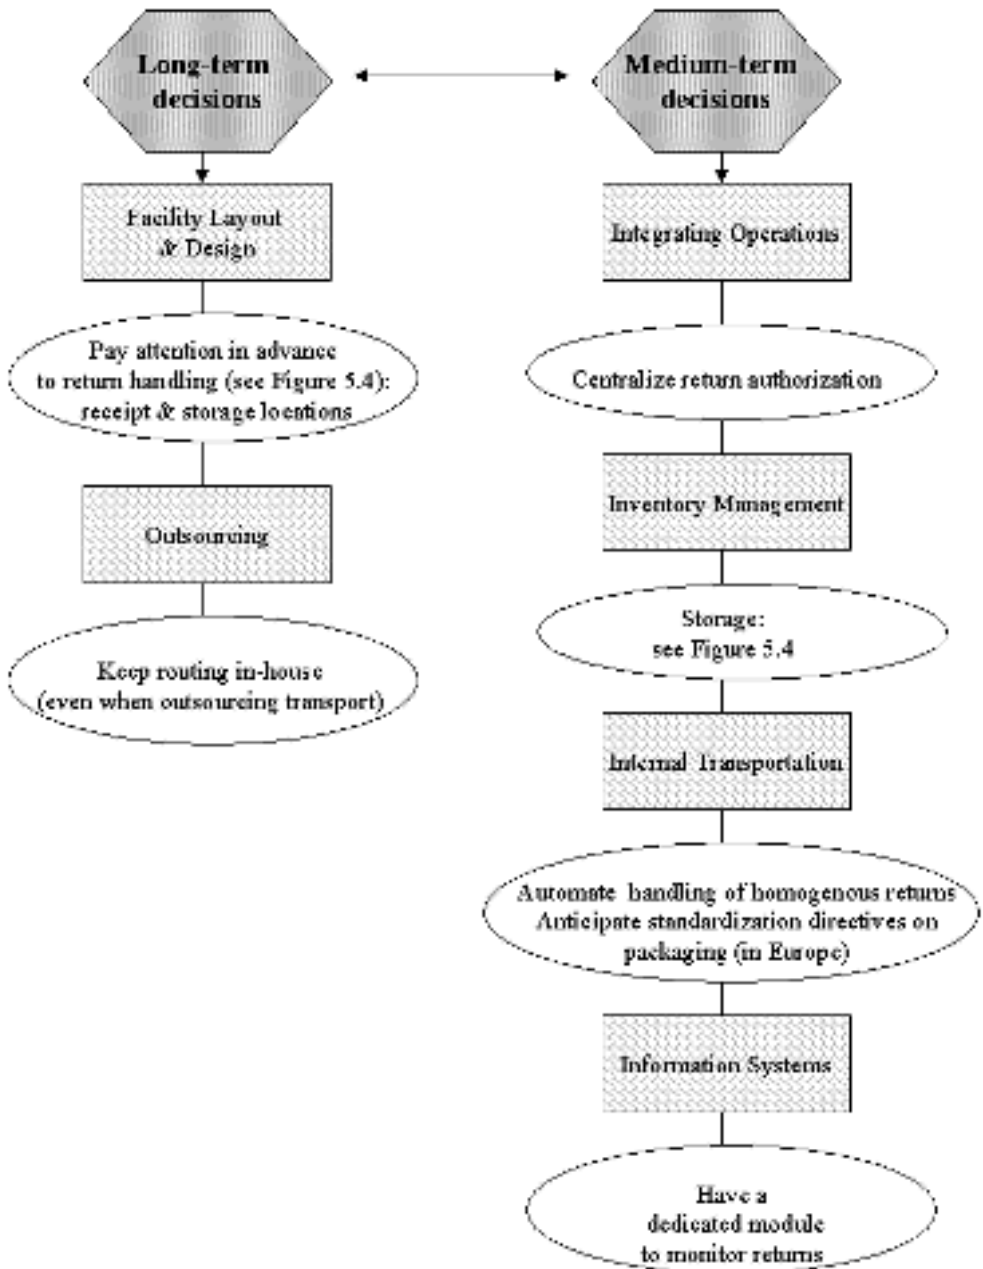 Long-term
decisions
Medium-term
decisions
Facility Layout
& Design
Pay attention in advance
to return handling (see Figure 5.4):
receipt & storage locations
Outsourcing
Keep routing in-house
(even when outsourcing transport)
Integrating Operations
Centralize return authorization
Inventory Management
Storage:
see Figure 5.4
Internal Transportation
Automate handling of homogenous returns
Anticipate standardization directives on
packaging (in Europe)
Information Systems
Have a
dedicated module
to monitor returns